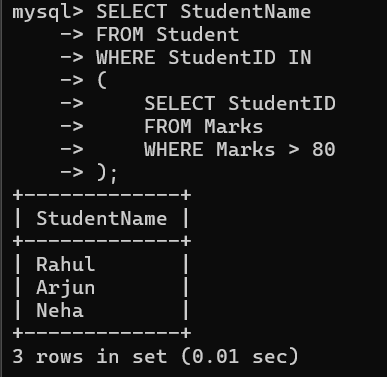 mysql> SELECT StudentName
    -> FROM Student
    -> WHERE StudentID IN
    -> (
    ->     SELECT StudentID
    ->     FROM Marks
    ->     WHERE Marks > 80
    -> );
+-------------+
| StudentName |
+-------------+
| Rahul       |
| Arjun       |
| Neha        |
+-------------+
3 rows in set (0.01 sec)